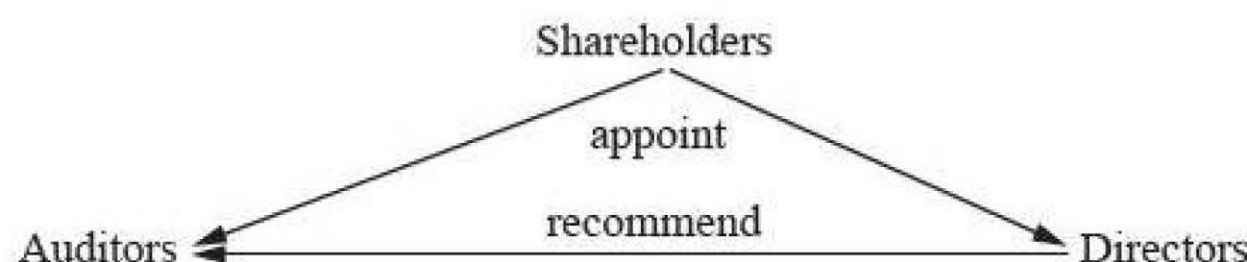 Shareholders
appoint
recommend
Auditors
Directors